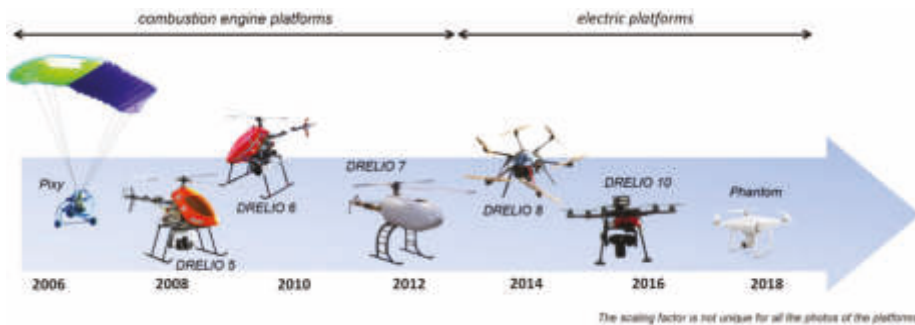 combustion engine platforms
electric platforms
Pixy
DRELIO 5
DRELIO 6
DRELIO 7
DRELIO 8
DRELIO 10
Phantom
2006
2008
2010
2012
2014
2016
2018
The scaling factor is not unique for all the photos of the platforms